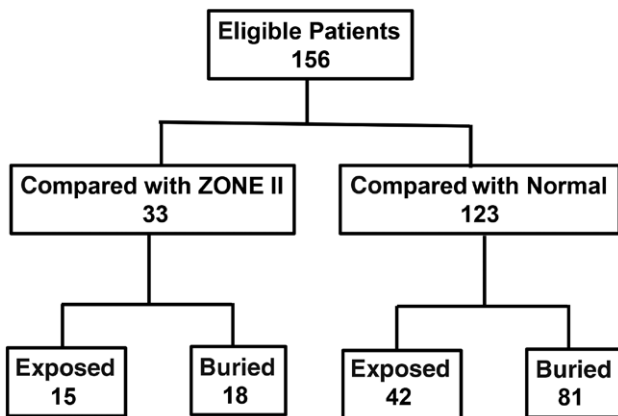 Eligible Patients
156
Compared with ZONE II
33
Compared with Normal
123
Exposed
15
Buried
18
Exposed
42
Buried
81